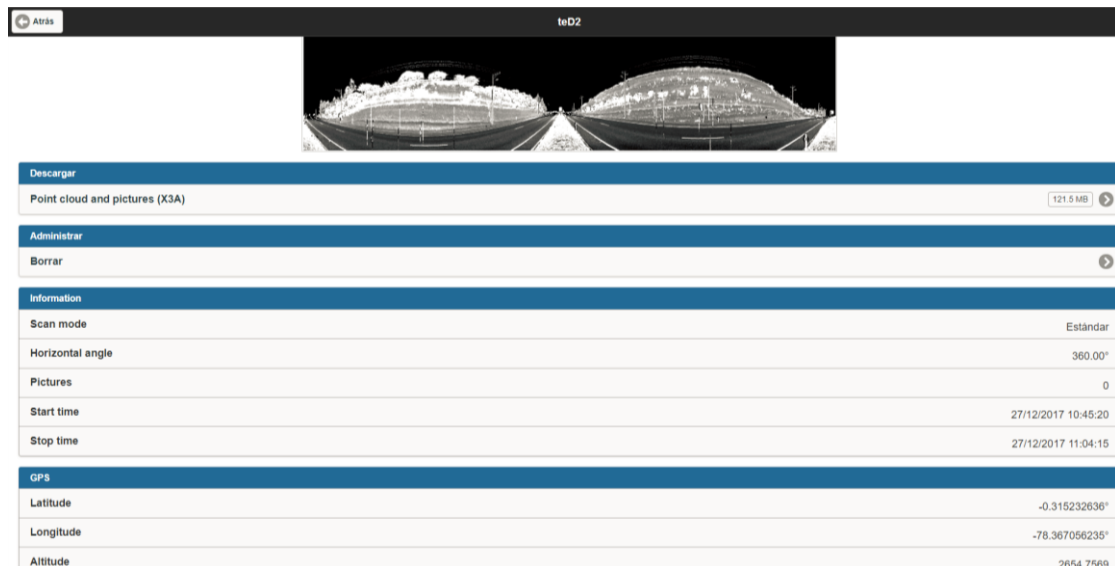 Atrás
teD2
Descargar
Point cloud and pictures (X3A) 121.5 MB
Administrar
Borrar
Information
Scan mode Estándar
Horizontal angle 360.00°
Pictures 0
Start time 27/12/2017 10:45:20
Stop time 27/12/2017 11:04:15
GPS
Latitude -0.315232636°
Longitude -78.367056235°
Altitude 2654.7569